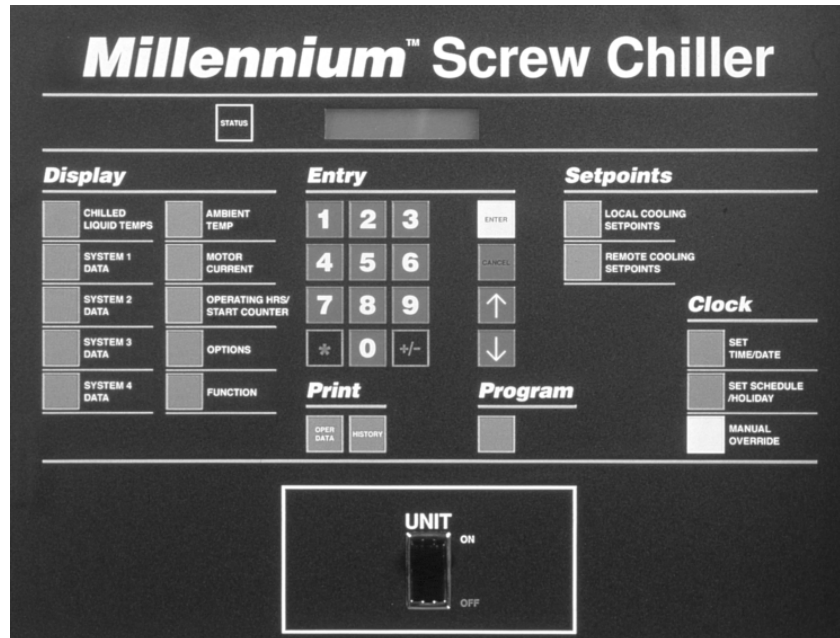 Millennium™ Screw Chiller
STATUS
Display
CHILLED
LIQUID TEMPS
AMBIENT
TEMP
SYSTEM 1
DATA
MOTOR
CURRENT
SYSTEM 2
DATA
OPERATING HRS/
START COUNTER
SYSTEM 3
DATA
OPTIONS
SYSTEM 4
DATA
FUNCTION
Entry
1 2 3
ENTER
4 5 6
CANCEL
7 8 9
↑
* 0 +/-
↓
Setpoints
LOCAL COOLING
SETPOINTS
REMOTE COOLING
SETPOINTS
Print
OPER
DATA
HISTORY
Program
Clock
SET
TIME/DATE
SET SCHEDULE
/HOLIDAY
MANUAL
OVERRIDE
UNIT
ON
OFF